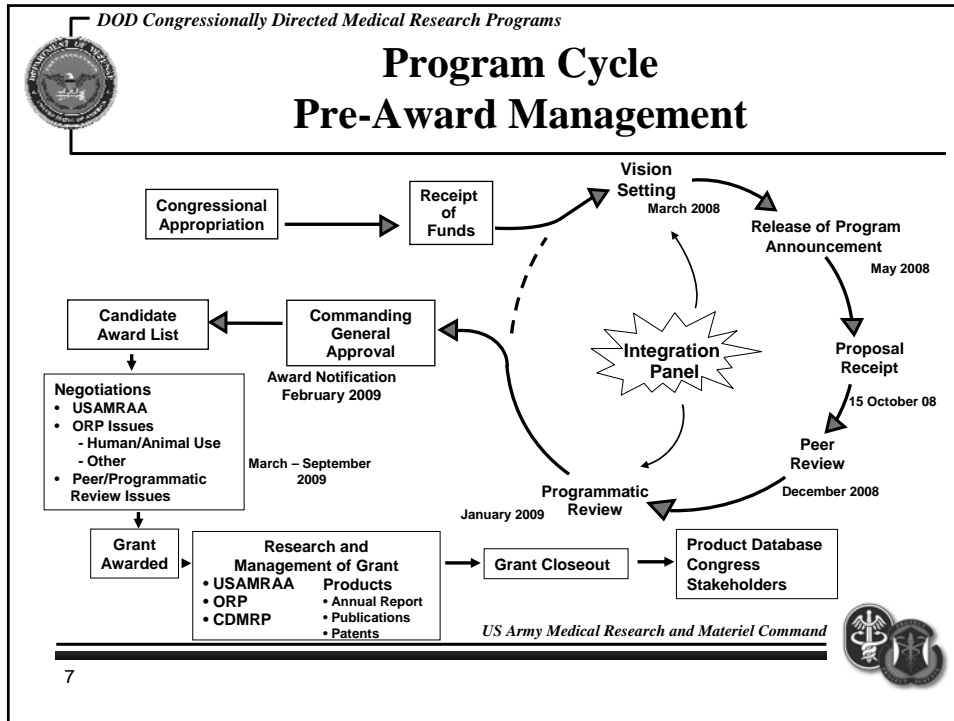 DOD Congressionally Directed Medical Research Programs
Program Cycle
Pre-Award Management
Congressional
Appropriation
Receipt
of
Funds
Vision
Setting
March 2008
Release of Program
Announcement
May 2008
Proposal
Receipt
15 October 08
Peer
Review
December 2008
Programmatic
Review
January 2009
Integration
Panel
Commanding
General
Approval
Award Notification
February 2009
Candidate
Award List
Negotiations
• USAMRAA
• ORP Issues
- Human/Animal Use
- Other
• Peer/Programmatic
Review Issues
March – September
2009
Grant
Awarded
Research and
Management of Grant
• USAMRAA
• ORP
• CDMRP
Products
• Annual Report
• Publications
• Patents
Grant Closeout
Product Database
Congress
Stakeholders
US Army Medical Research and Materiel Command
7